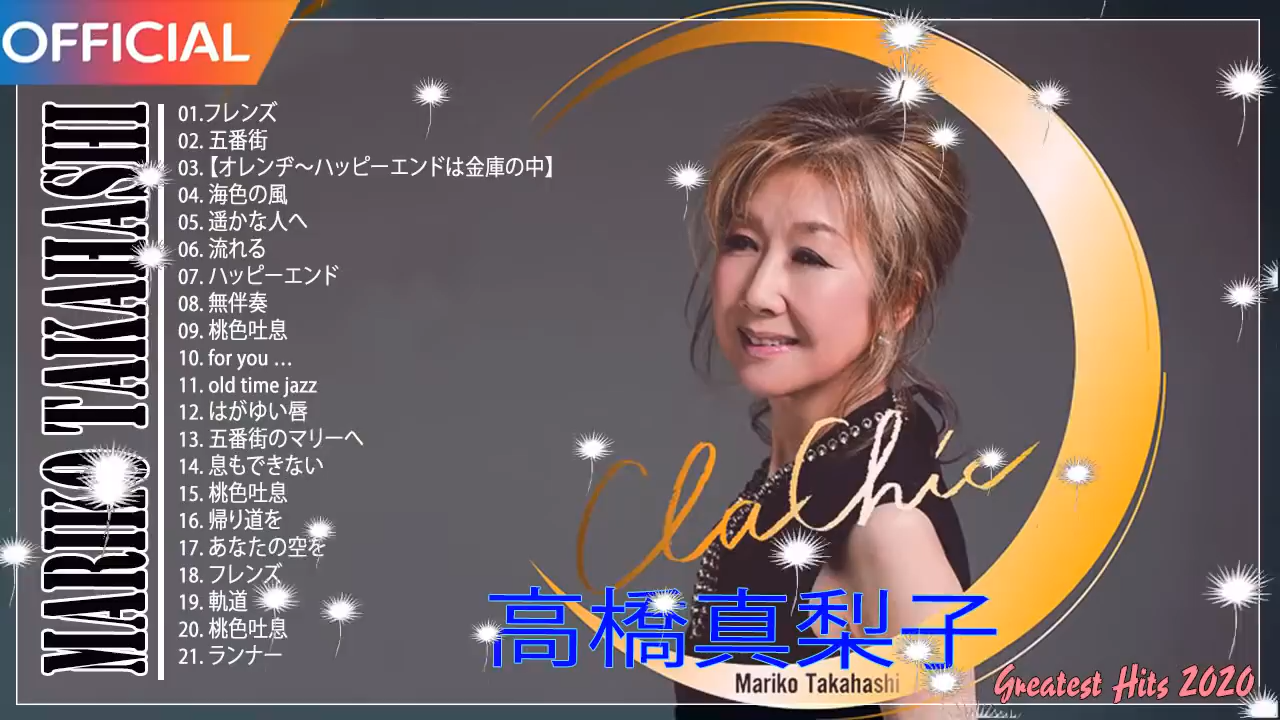 OFFICIAL
MARIKO TAKAHASHI
01.フレンズ
02. 五番街
03.【オレンヂ～ハッピーエンドは金庫の中】
04. 海色の風
05. 遥かな人へ
06. 流れる
07. ハッピーエンド
08. 無伴奏
09. 桃色吐息
10. for you ...
11. old time jazz
12. はがゆい唇
13. 五番街のマリーへ
14. 息もできない
15. 桃色吐息
16. 帰り道を
17. あなたの空を
18. フレンズ
19. 軌道
20. 桃色吐息
21. ランナー
ClaChic
高橋真梨子
Mariko Takahashi
Greatest Hits 2020